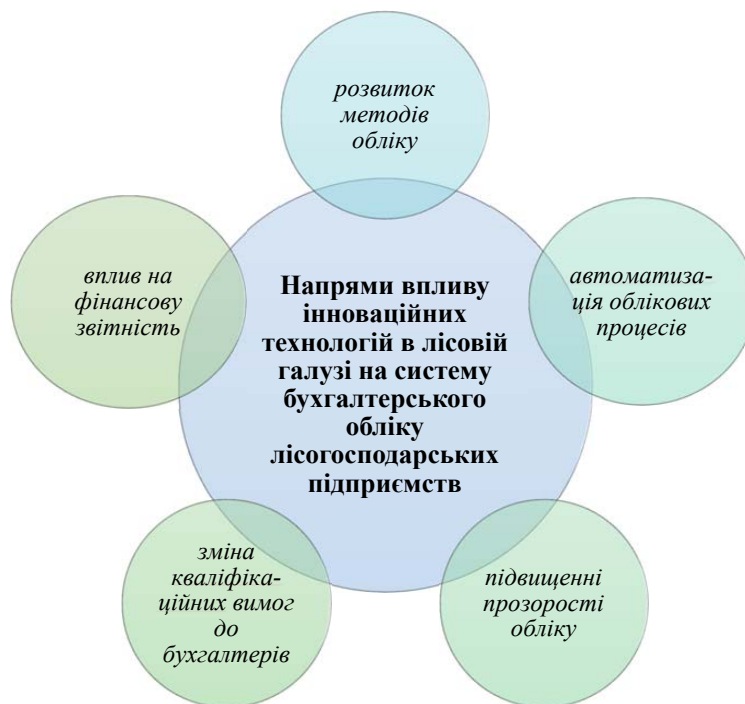 розвиток
методів
обліку
вплив на
фінансову
звітність
Напрями впливу
інноваційних
технологій в лісовій
галузі на систему
бухгалтерського
обліку
лісогосподарських
підприємств
автоматиза-
ція облікових
процесів
зміна
кваліфіка-
ційних вимог
до
бухгалтерів
підвищенні
прозорості
обліку